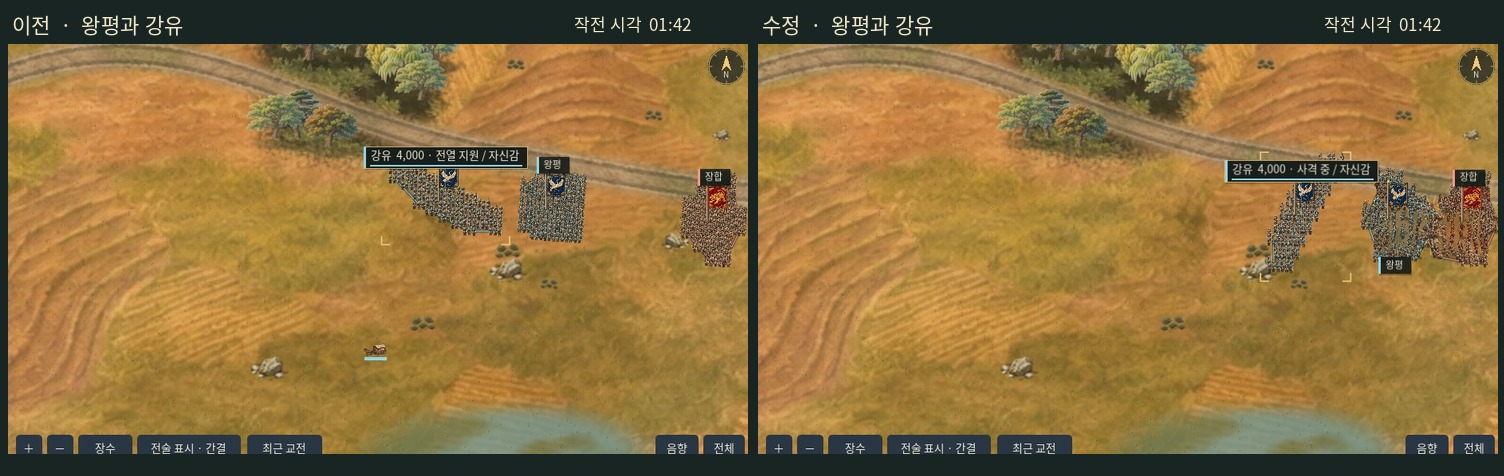 이전 · 왕평과 강유
작전 시각 01:42
N
강유 4,000 · 전열 지원 / 자신감
왕평
장합
+
−
장수
전술 표시 · 간결
최근 교전
음향
전체
수정 · 왕평과 강유
작전 시각 01:42
N
강유 4,000 · 사격 중 / 자신감
장합
왕평
+
−
장수
전술 표시 · 간결
최근 교전
음향
전체